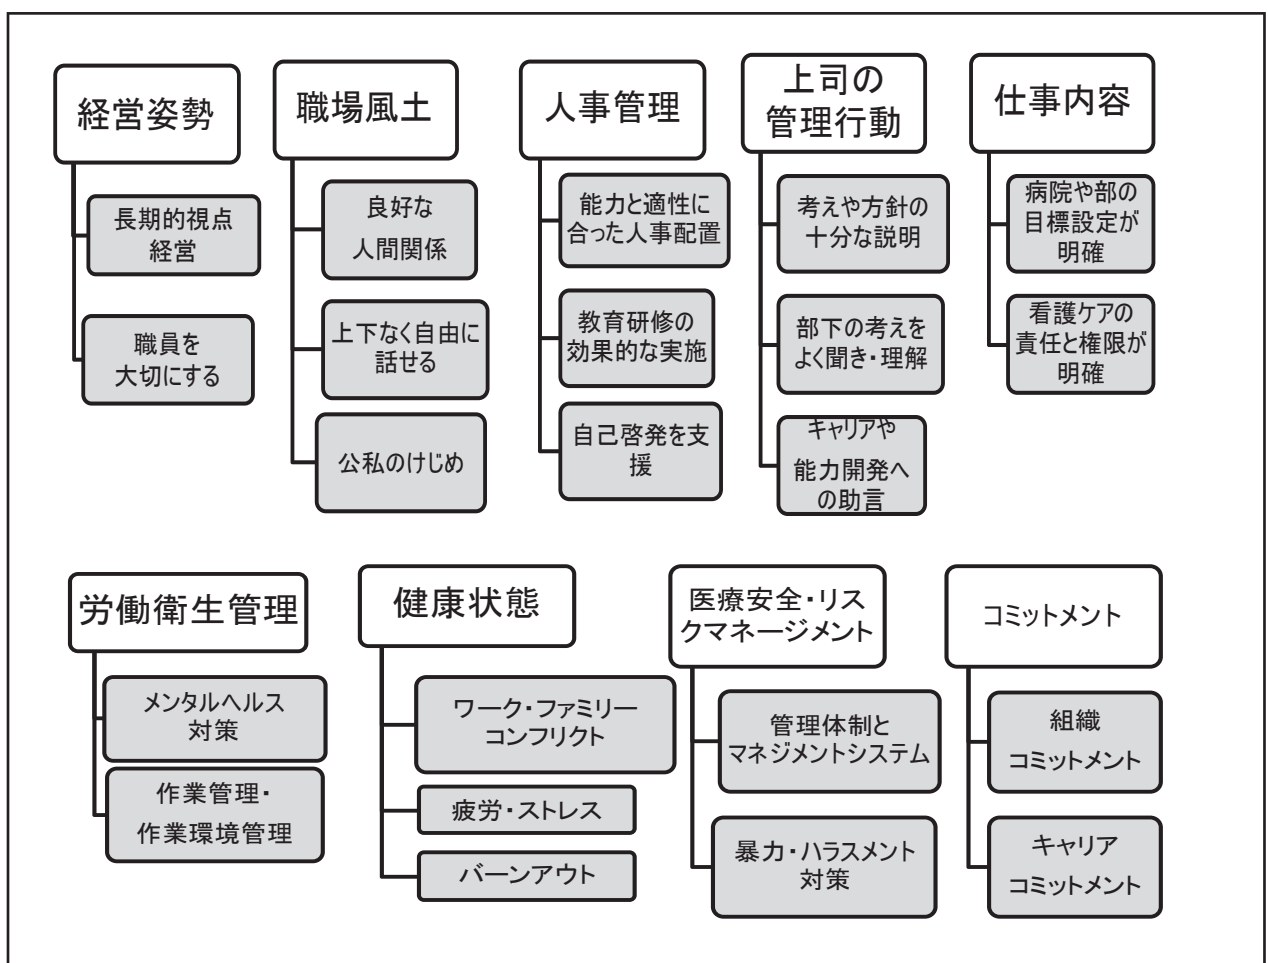 経営姿勢
長期的視点
経営
職員を
大切にする
職場風土
良好な
人間関係
上下なく自由に
話せる
公私のけじめ
人事管理
能力と適性に
合った人事配置
教育研修の
効果的な実施
自己啓発を支
援
上司の
管理行動
考えや方針の
十分な説明
部下の考えを
よく聞き・理解
キャリアや
能力開発へ
の助言
仕事内容
病院や部の
目標設定が
明確
看護ケアの
責任と権限が
明確
労働衛生管理
メンタルヘルス
対策
作業管理・
作業環境管理
健康状態
ワーク・ファミリー
コンフリクト
疲労・ストレス
バーンアウト
医療安全・リス
クマネージメント
管理体制と
マネジメントシステム
暴力・ハラスメント
対策
コミットメント
組織
コミットメント
キャリア
コミットメント